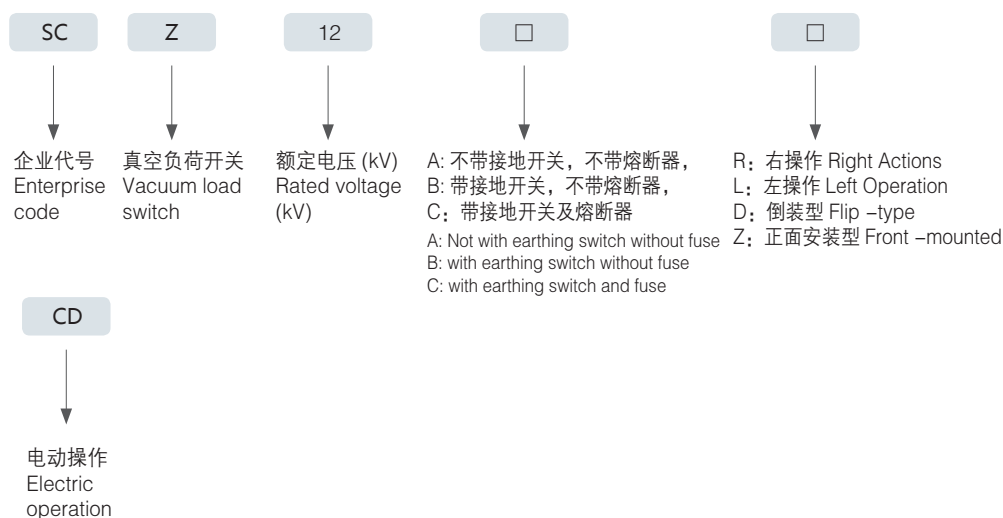 SC
Z
12
□
□
企业代号
Enterprise
code
真空负荷开关
Vacuum load
switch
额定电压 (kV)
Rated voltage
(kV)
A: 不带接地开关，不带熔断器，
B: 带接地开关，不带熔断器，
C：带接地开关及熔断器
A: Not with earthing switch without fuse
B: with earthing switch without fuse
C: with earthing switch and fuse
R：右操作 Right Actions
L：左操作 Left Operation
D：倒装型 Flip –type
Z：正面安装型 Front –mounted
CD
电动操作
Electric
operation